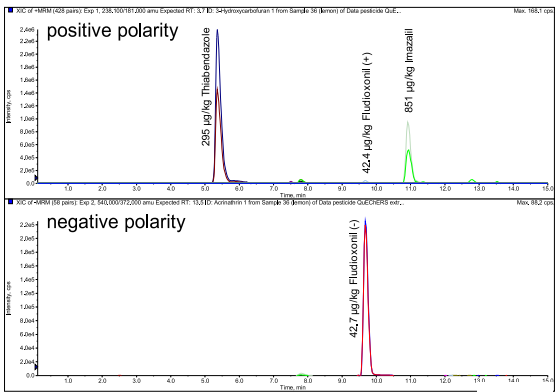 XIC of +MRM (428 pairs): Exp 1, 238,100/181,000 amu Expected RT: 3,7 ID: 3-Hydroxycarbofuran 1 from Sample 36 (lemon) of Data pesticide QuE... Max. 168,1 cps
positive polarity
2,4e6
2,2e6
2,0e6
1,8e6
1,6e6
1,4e6
1,2e6
1,0e6
8,0e5
6,0e5
4,0e5
2,0e5
0,0
Intensity, cps
295 µg/kg Thiabendazole
42.4 µg/kg Fludioxonil (+)
851 µg/kg Imazalil
1.0 2.0 3.0 4.0 5.0 6.0 7.0 8.0 9.0 10.0 11.0 12.0 13.0 14.0 15.0
Time, min
XIC of -MRM (58 pairs): Exp 2, 540,000/372,000 amu Expected RT: 13,5 ID: Acrinathrin 1 from Sample 36 (lemon) of Data pesticide QuEChERS extr... Max. 88,2 cps
negative polarity
2,2e5
2,0e5
1,8e5
1,6e5
1,4e5
1,2e5
1,0e5
8,0e4
6,0e4
4,0e4
2,0e4
0,0
Intensity, cps
42.7 µg/kg Fludioxonil (-)
1.0 2.0 3.0 4.0 5.0 6.0 7.0 8.0 9.0 10.0 11.0 12.0 13.0 14.0 15.0
Time, min